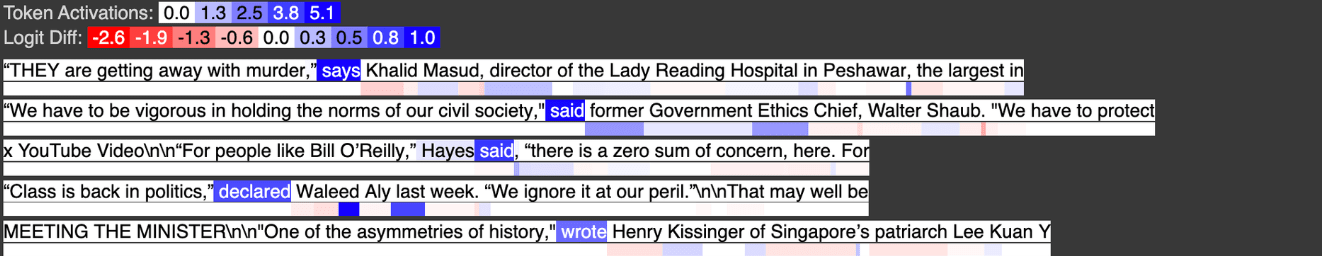 Token Activations: 0.0 1.3 2.5 3.8 5.1
Logit Diff: -2.6 -1.9 -1.3 -0.6 0.0 0.3 0.5 0.8 1.0
“THEY are getting away with murder,” says Khalid Masud, director of the Lady Reading Hospital in Peshawar, the largest in
“We have to be vigorous in holding the norms of our civil society," said former Government Ethics Chief, Walter Shaub. "We have to protect
x YouTube Video\n\n“For people like Bill O’Reilly,” Hayes said, “there is a zero sum of concern, here. For
“Class is back in politics,” declared Waleed Aly last week. “We ignore it at our peril.”\n\nThat may well be
MEETING THE MINISTER\n\n"One of the asymmetries of history," wrote Henry Kissinger of Singapore’s patriarch Lee Kuan Y